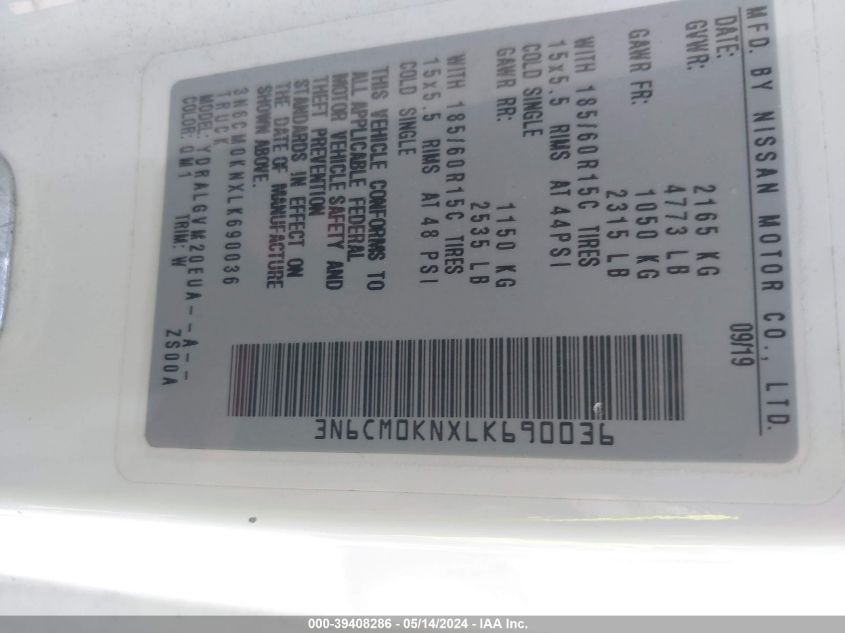 MFD. BY NISSAN MOTOR CO., LTD.
DATE: 09/19
GVWR: 2165 KG
4773 LB
GAWR FR: 1050 KG
2315 LB
WITH 185/60R15C TIRES
15x5.5 RIMS AT 44PSI
COLD SINGLE
GAWR RR: 1150 KG
2535 LB
WITH 185/60R15C TIRES
15x5.5 RIMS AT 48 PSI
COLD SINGLE
THIS VEHICLE CONFORMS TO
ALL APPLICABLE FEDERAL
MOTOR VEHICLE SAFETY AND
THEFT PREVENTION
STANDARDS IN EFFECT ON
THE DATE OF MANUFACTURE
SHOWN ABOVE.
3N6CM0KNXLK690036
TRUCK
MODEL: YDRALGVM20EUA--A--
COLOR: QM1 TRIM: W ZS00A
3N6CM0KNXLK690036
000-39408286 - 05/14/2024 - IAA Inc.